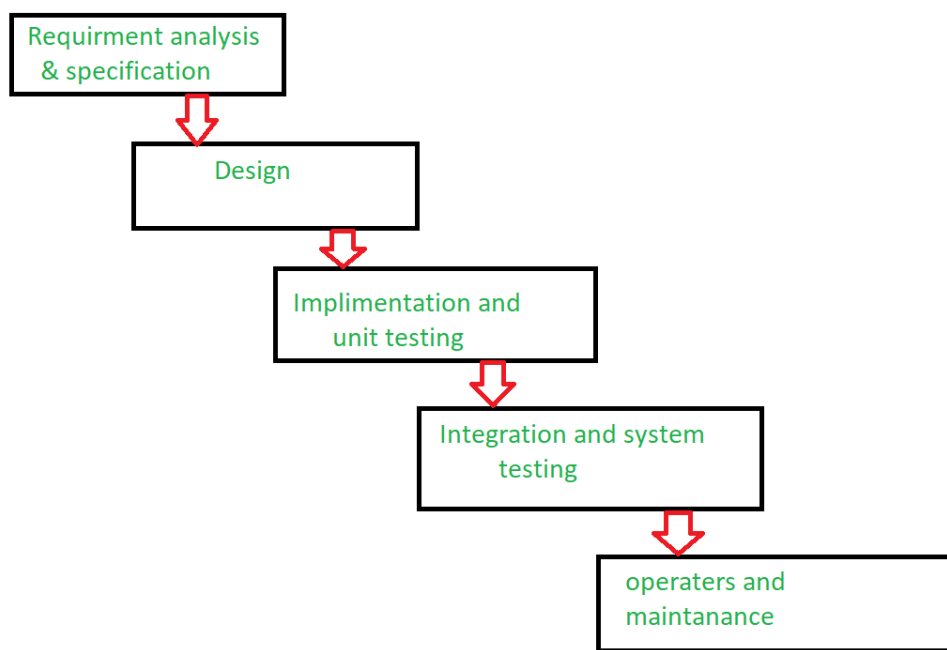 Requirment analysis
& specification
Design
Implimentation and
unit testing
Integration and system
testing
operaters and
maintanance